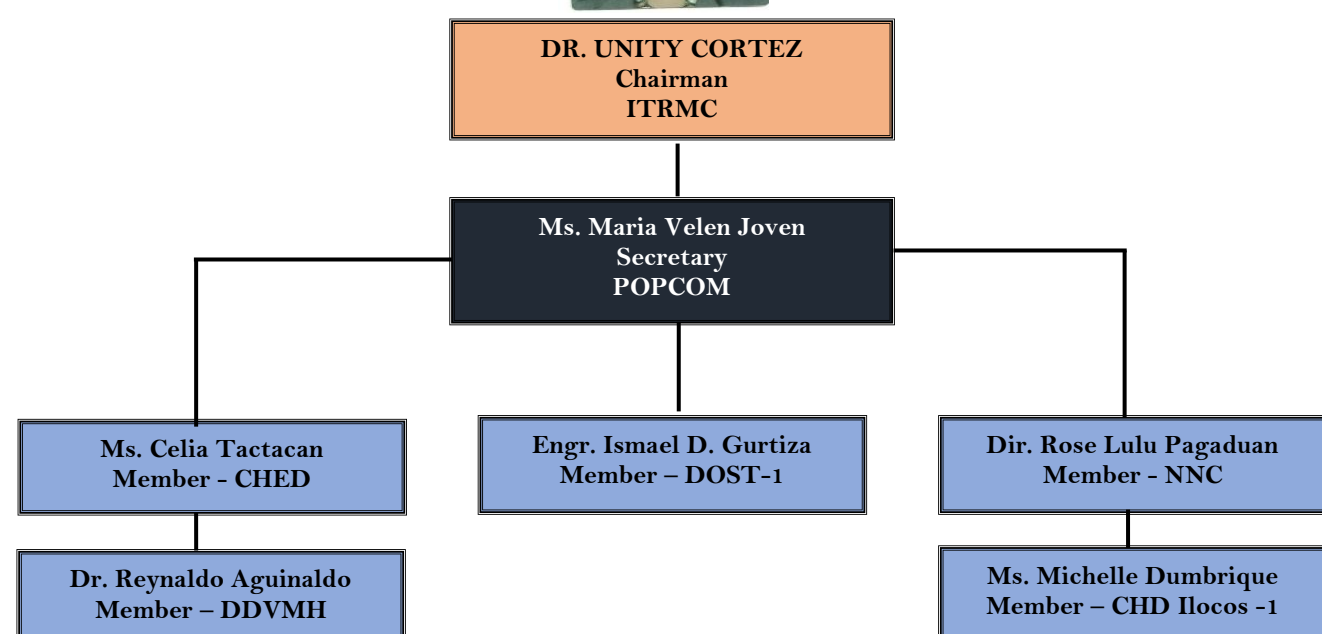 DR. UNITY CORTEZ
Chairman
ITRMC
Ms. Maria Velen Joven
Secretary
POPCOM
Ms. Celia Tactacan
Member - CHED
Engr. Ismael D. Gurtiza
Member – DOST-1
Dir. Rose Lulu Pagaduan
Member - NNC
Dr. Reynaldo Aguinaldo
Member – DDVMH
Ms. Michelle Dumbrique
Member – CHD Ilocos -1